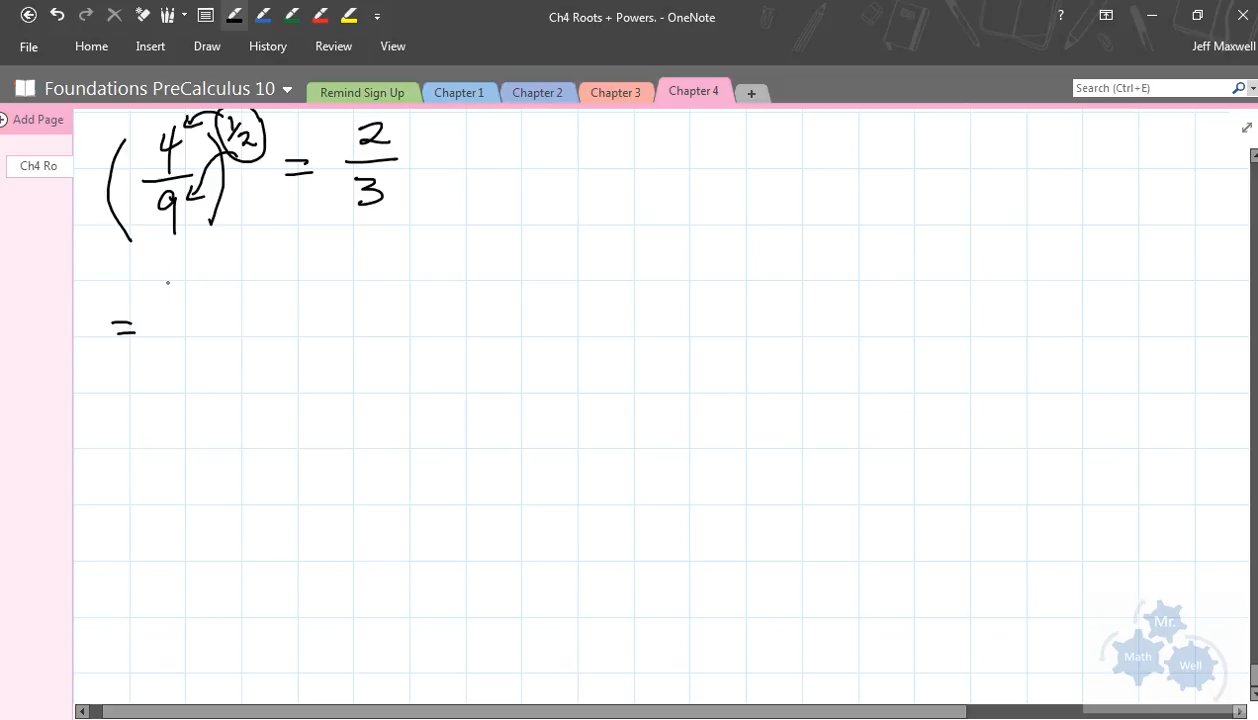 Ch4 Roots + Powers. - OneNote
?
File Home Insert Draw History Review View
Jeff Maxwell
Foundations PreCalculus 10
Remind Sign Up Chapter 1 Chapter 2 Chapter 3 Chapter 4 +
Search (Ctrl+E)
Add Page
Ch4 Ro
(4/9)^1/2 = 2/3
=
Mr.
Math Well